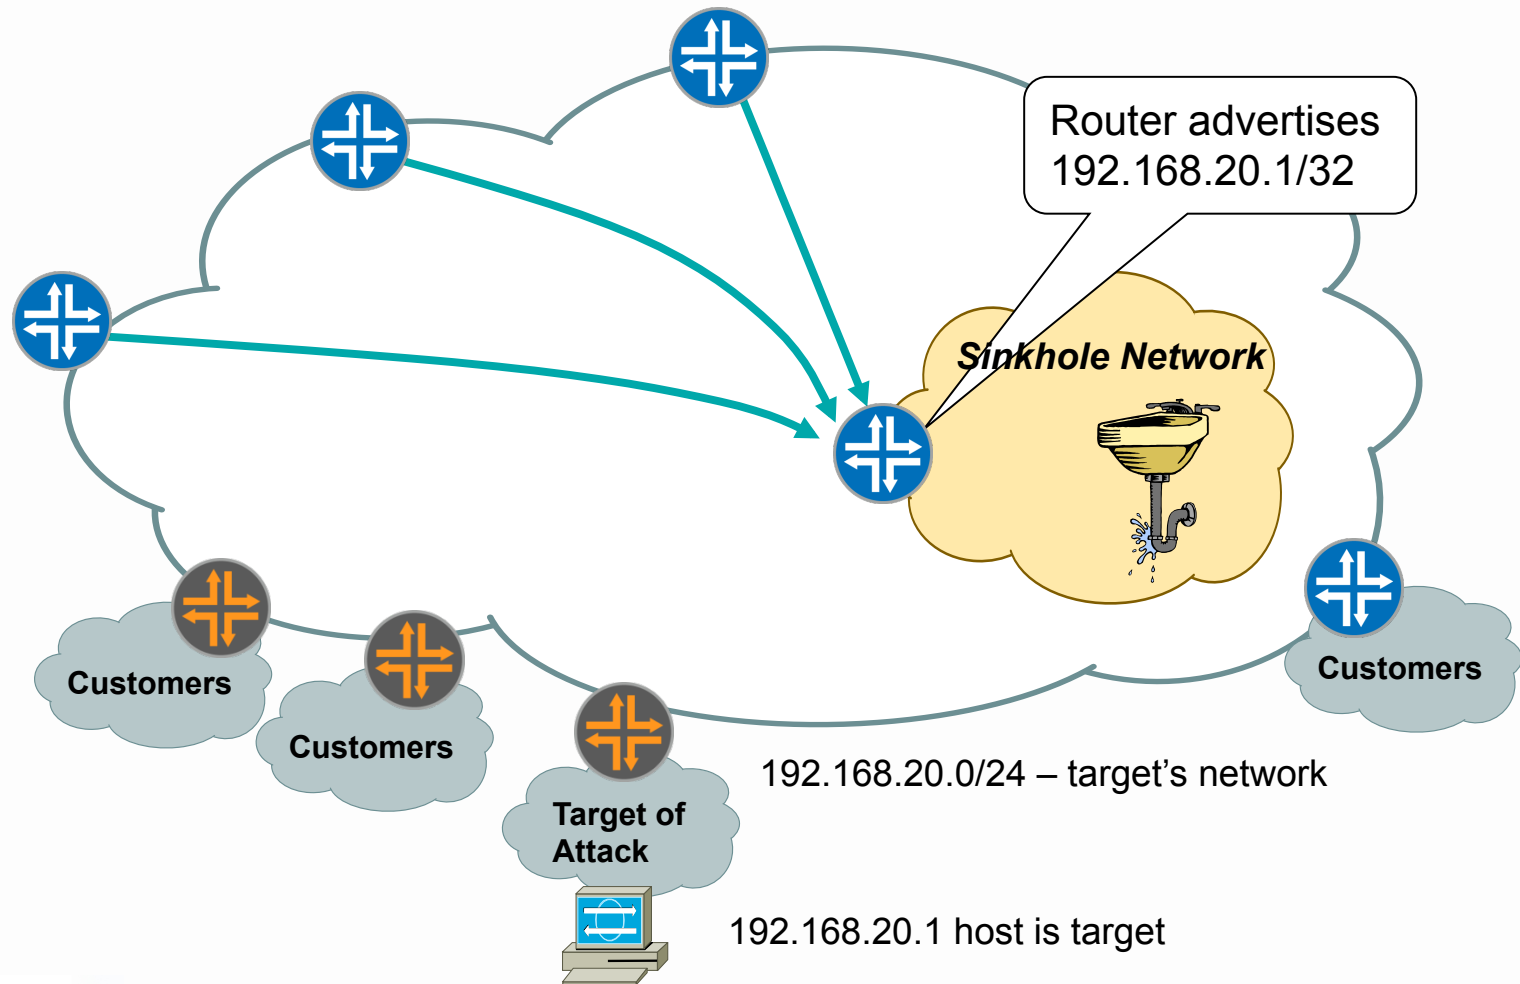 Router advertises
192.168.20.1/32
Sinkhole Network
Customers
Customers
Customers
192.168.20.0/24 – target’s network
Target of
Attack
192.168.20.1 host is target